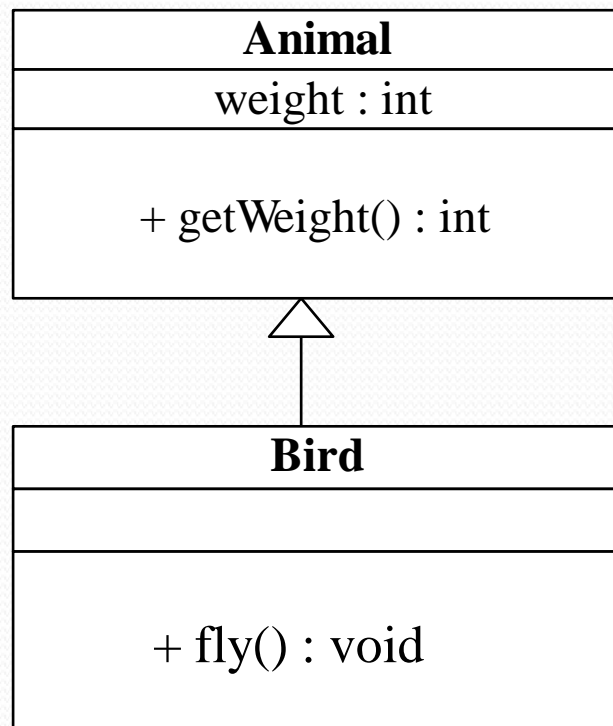 Animal
weight : int
+ getWeight() : int
Bird
+ fly() : void